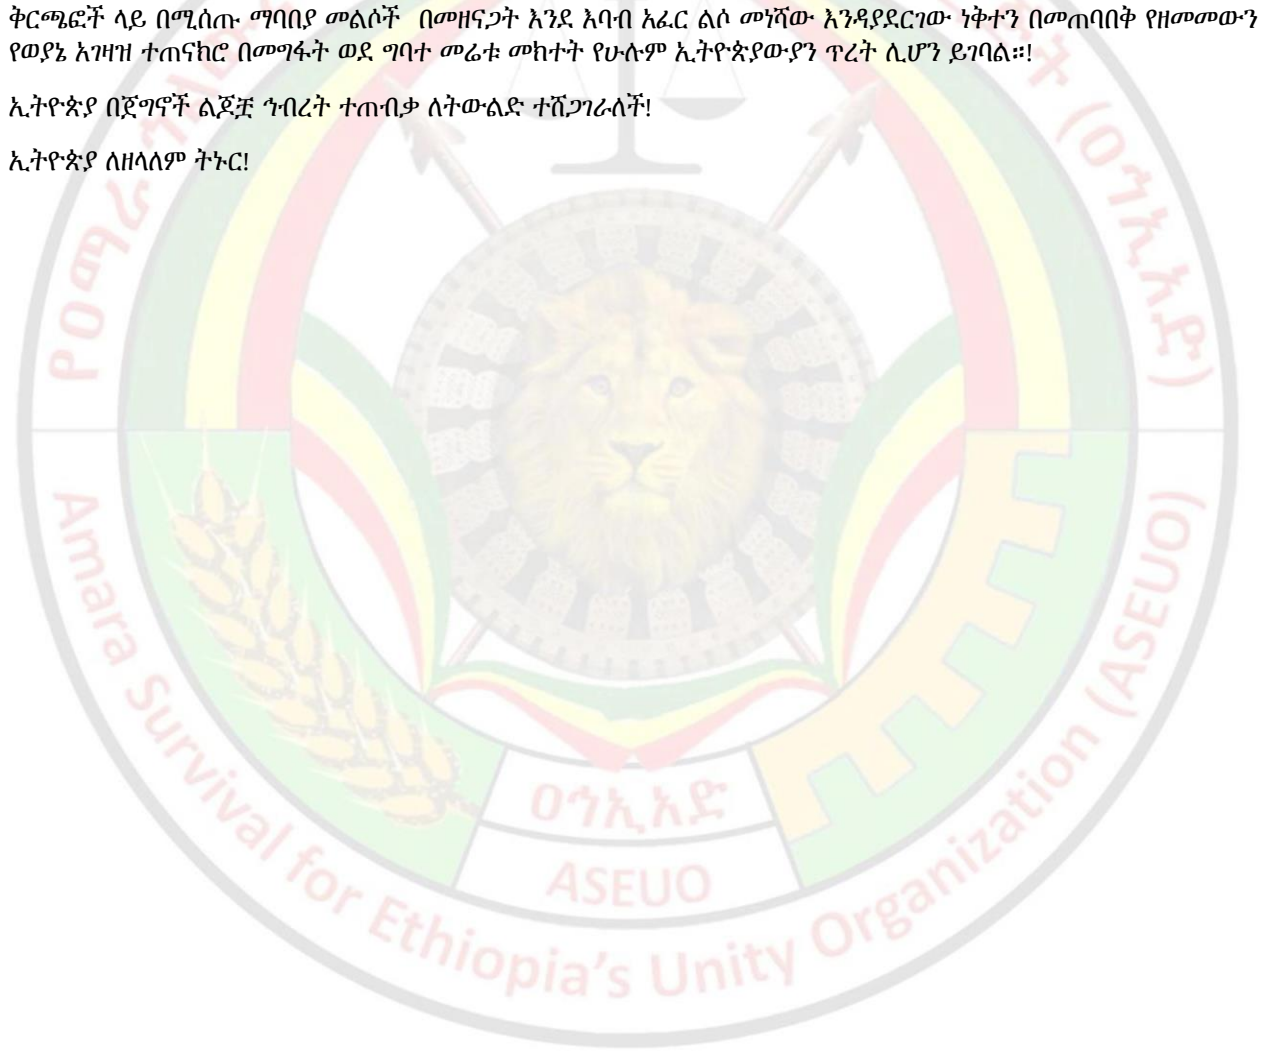 ቅርጫፎች ላይ በሚሰጡ ማባበያ መልሶች በመዘናጋት እንደ እባብ አፈር ልሶ መነሻው እንዳያደርገው ነቅተን በመጠባበቅ የዘመመውን
የወያኔ አገዛዝ ተጠናክሮ በመግፋት ወደ ግባተ መሬቱ መክተት የሁሉም ኢትዮጵያውያን ጥረት ሊሆን ይገባል።!
ኢትዮጵያ በጀግኖች ልጆቿ ኅብረት ተጠብቃ ለትውልድ ተሸጋገራለች!
ኢትዮጵያ ለዘላለም ትኑር!
(ዐኅኢአድ)
ዐኅኢአድ
ASEUO
Amara Survival for Ethiopia's Unity Organization (ASEUO)